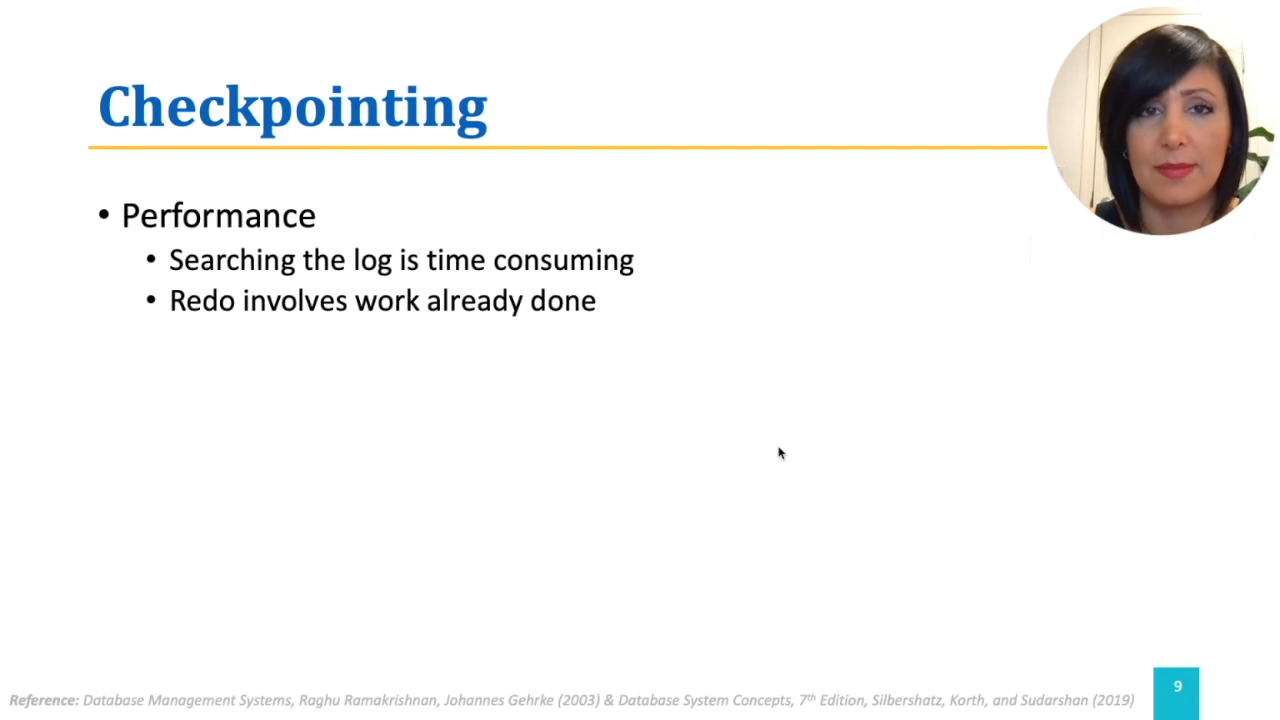 Checkpointing
• Performance
• Searching the log is time consuming
• Redo involves work already done
Reference: Database Management Systems, Raghu Ramakrishnan, Johannes Gehrke (2003) & Database System Concepts, 7th Edition, Silbershatz, Korth, and Sudarshan (2019)
9